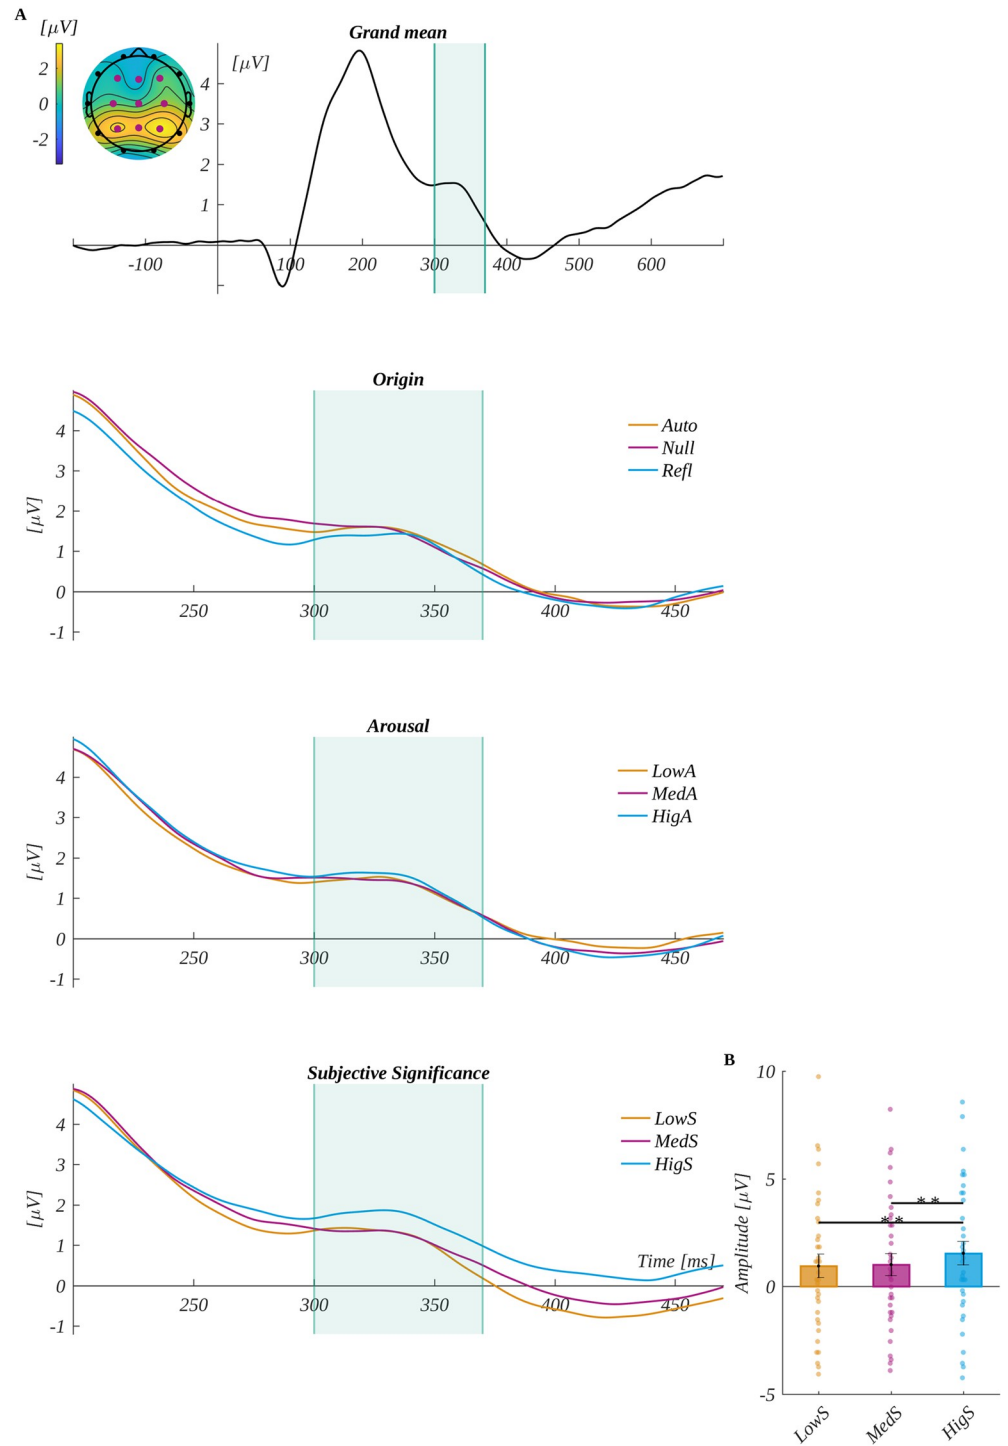 A
[μV]
Grand mean
[μV]
2
0
-2
4
3
2
1
-100
100
200
300
400
500
600
Origin
Auto
Null
Refl
[μV]
4
3
2
1
0
-1
250
300
350
400
450
Arousal
LowA
MedA
HigA
[μV]
4
3
2
1
0
-1
250
300
350
400
450
Subjective Significance
LowS
MedS
HigS
[μV]
4
3
2
1
0
-1
250
300
350
400
450
Time [ms]
B
Amplitude [μV]
10
5
0
-5
**
**
LowS
MedS
HigS